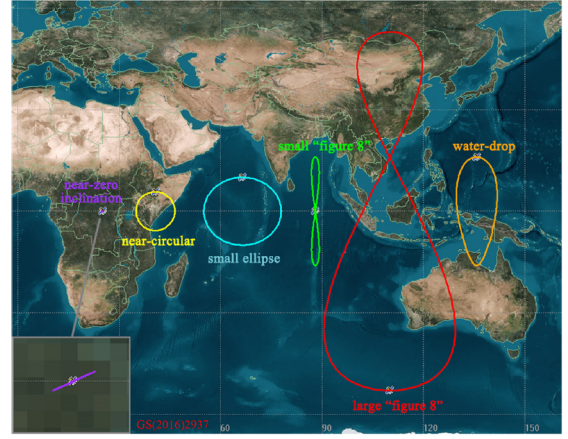 small "figure 8"
water-drop
near-zero
inclination
near-circular
small ellipse
large "figure 8"
GS(2016)2937
60
90
120
150